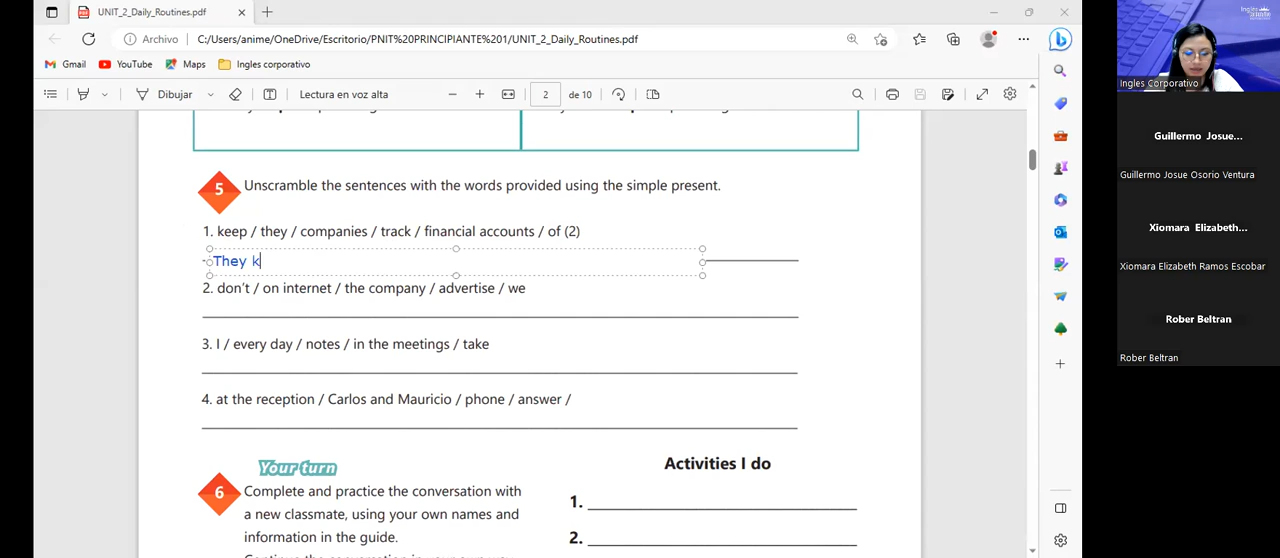 UNIT_2_Daily_Routines.pdf
Archivo C:/Users/anime/OneDrive/Escritorio/PNIT%20PRINCIPIANTE%201/UNIT_2_Daily_Routines.pdf
Gmail YouTube Maps Ingles corporativo
Dibujar Lectura en voz alta 2 de 10
5 Unscramble the sentences with the words provided using the simple present.
1. keep / they / companies / track / financial accounts / of (2)
They k
2. don't / on internet / the company / advertise / we
3. I / every day / notes / in the meetings / take
4. at the reception / Carlos and Mauricio / phone / answer /
Your turn
6 Complete and practice the conversation with
a new classmate, using your own names and
information in the guide.
Activities I do
1.
2.
Ingles Corporativo
Guillermo Josue...
Guillermo Josue Osorio Ventura
Xiomara Elizabeth...
Xiomara Elizabeth Ramos Escobar
Rober Beltran
Rober Beltran